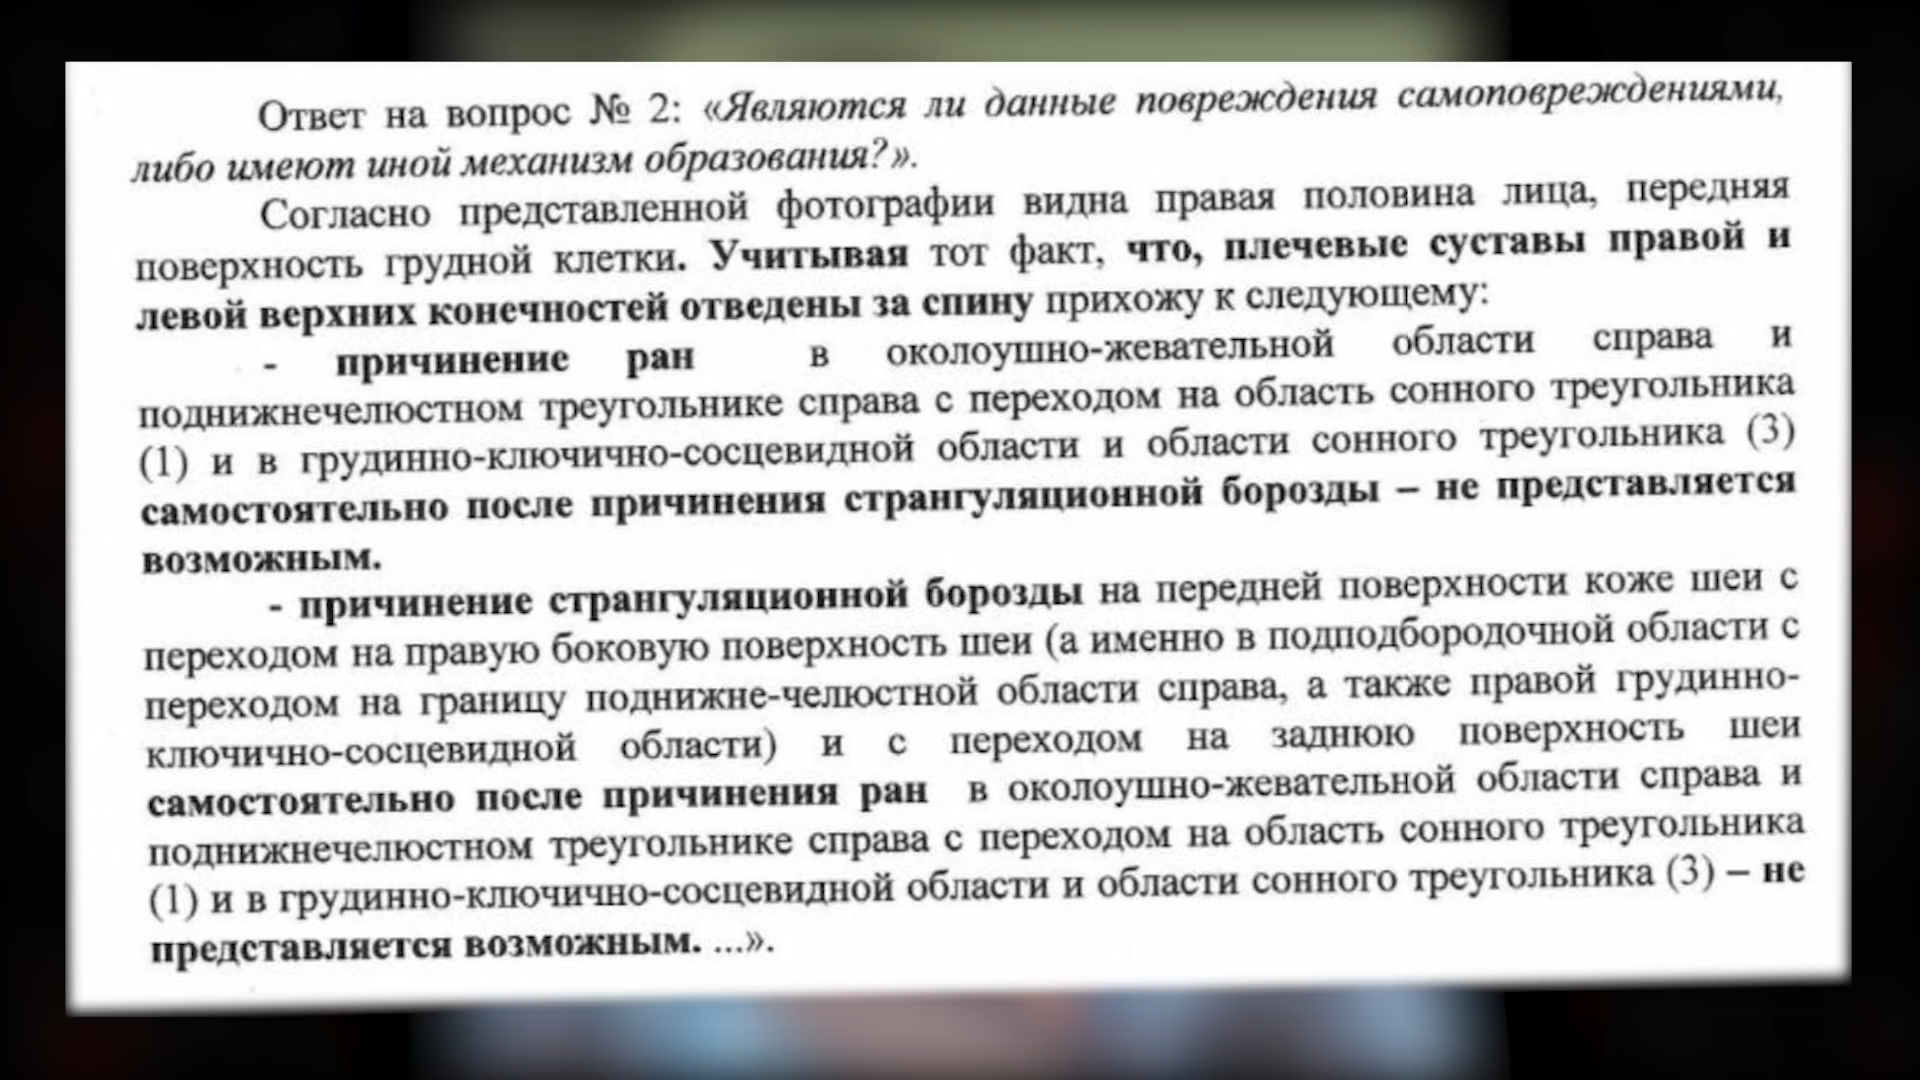 Ответ на вопрос № 2: «Являются ли данные повреждения самоповреждениями,
либо имеют иной механизм образования?».
Согласно представленной фотографии видна правая половина лица, передняя
поверхность грудной клетки. Учитывая тот факт, что, плечевые суставы правой и
левой верхних конечностей отведены за спину прихожу к следующему:
- причинение ран в околоушно-жевательной области справа и
поднижнечелюстном треугольнике справа с переходом на область сонного треугольника
(1) и в грудинно-ключично-сосцевидной области и области сонного треугольника (3)
самостоятельно после причинения странгуляционной борозды – не представляется
возможным.
- причинение странгуляционной борозды на передней поверхности коже шеи с
переходом на правую боковую поверхность шеи (а именно в подподбородочной области с
переходом на границу поднижне-челюстной области справа, а также правой грудинно-
ключично-сосцевидной области) и с переходом на заднюю поверхность шеи
самостоятельно после причинения ран в околоушно-жевательной области справа и
поднижнечелюстном треугольнике справа с переходом на область сонного треугольника
(1) и в грудинно-ключично-сосцевидной области и области сонного треугольника (3) – не
представляется возможным. ...».